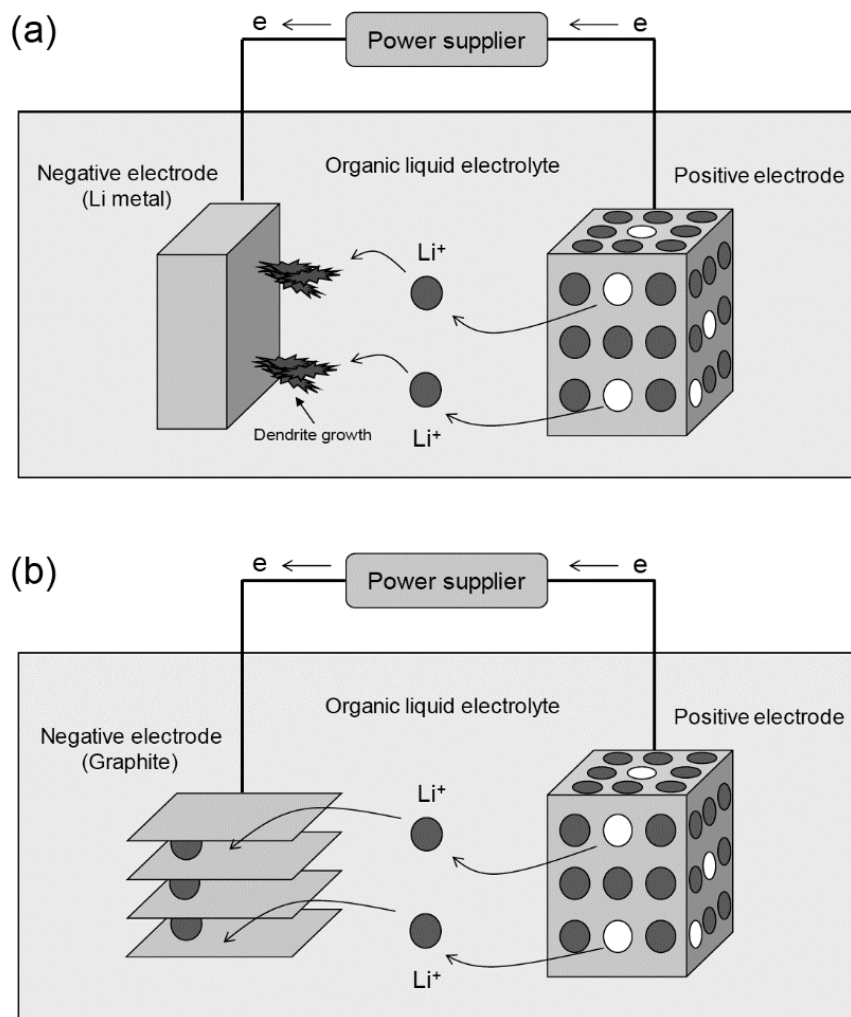 (a)
e
e
Power supplier
Negative electrode
(Li metal)
Organic liquid electrolyte
Positive electrode
Li+
Li+
Dendrite growth
(b)
e
e
Power supplier
Negative electrode
(Graphite)
Organic liquid electrolyte
Positive electrode
Li+
Li+